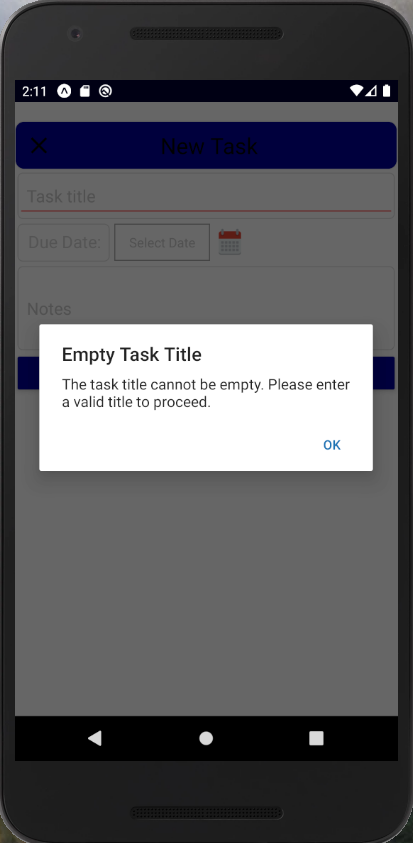 2:11
New Task
Task title
Due Date: Select Date
Notes
Empty Task Title
The task title cannot be empty. Please enter
a valid title to proceed.
OK